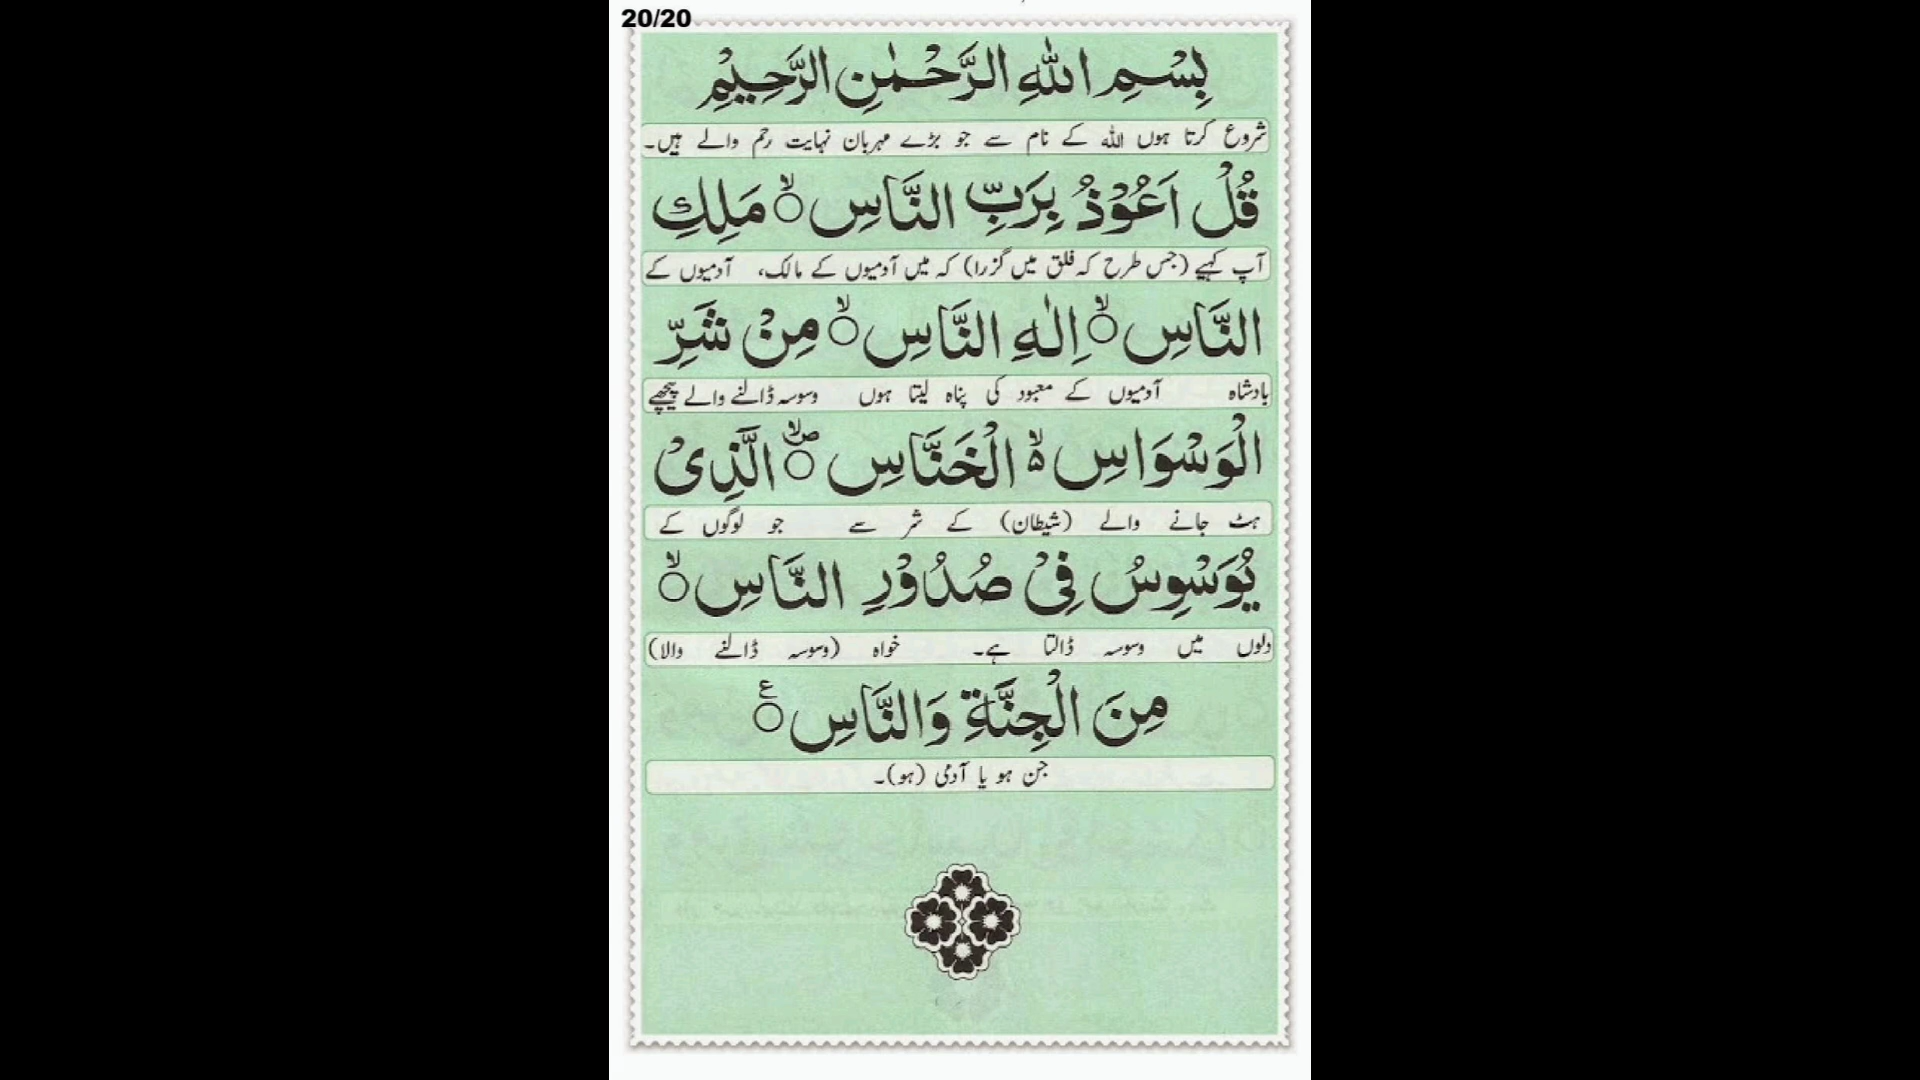 20/20
بِسْمِ اللّٰهِ الرَّحْمٰنِ الرَّحِيْمِ
شروع کرتا ہوں اللہ کے نام سے جو بڑے مہربان نہایت رحم والے ہیں۔
قُلْ اَعُوْذُ بِرَبِّ النَّاسِ ۙ مَلِكِ
آپ کہیے (جس طرح کہ فلق میں گزرا) کہ میں آدمیوں کے مالک، آدمیوں کے
النَّاسِ ۙ اِلٰهِ النَّاسِ ۙ مِنْ شَرِّ
بادشاہ آدمیوں کے معبود کی پناہ لیتا ہوں وسوسہ ڈالنے والے پیچھے
الْوَسْوَاسِ ۙ۬ الْخَنَّاسِ ۪ۙ الَّذِیْ
ہٹ جانے والے (شیطان) کے شر سے جو لوگوں کے
یُوَسْوِسُ فِیْ صُدُوْرِ النَّاسِ ۙ
دلوں میں وسوسہ ڈالتا ہے۔ خواہ (وسوسہ ڈالنے والا)
مِنَ الْجِنَّةِ وَالنَّاسِ ع
جن ہو یا آدمی (ہو)۔